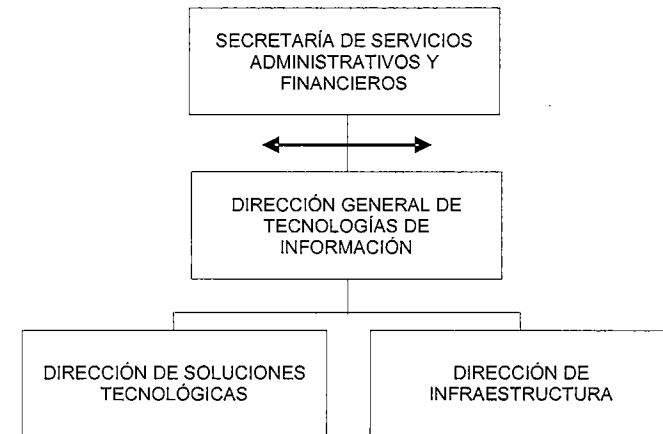 SECRETARÍA DE SERVICIOS
ADMINISTRATIVOS Y
FINANCIEROS
DIRECCIÓN GENERAL DE
TECNOLOGÍAS DE
INFORMACIÓN
DIRECCIÓN DE SOLUCIONES
TECNOLÓGICAS
DIRECCIÓN DE
INFRAESTRUCTURA